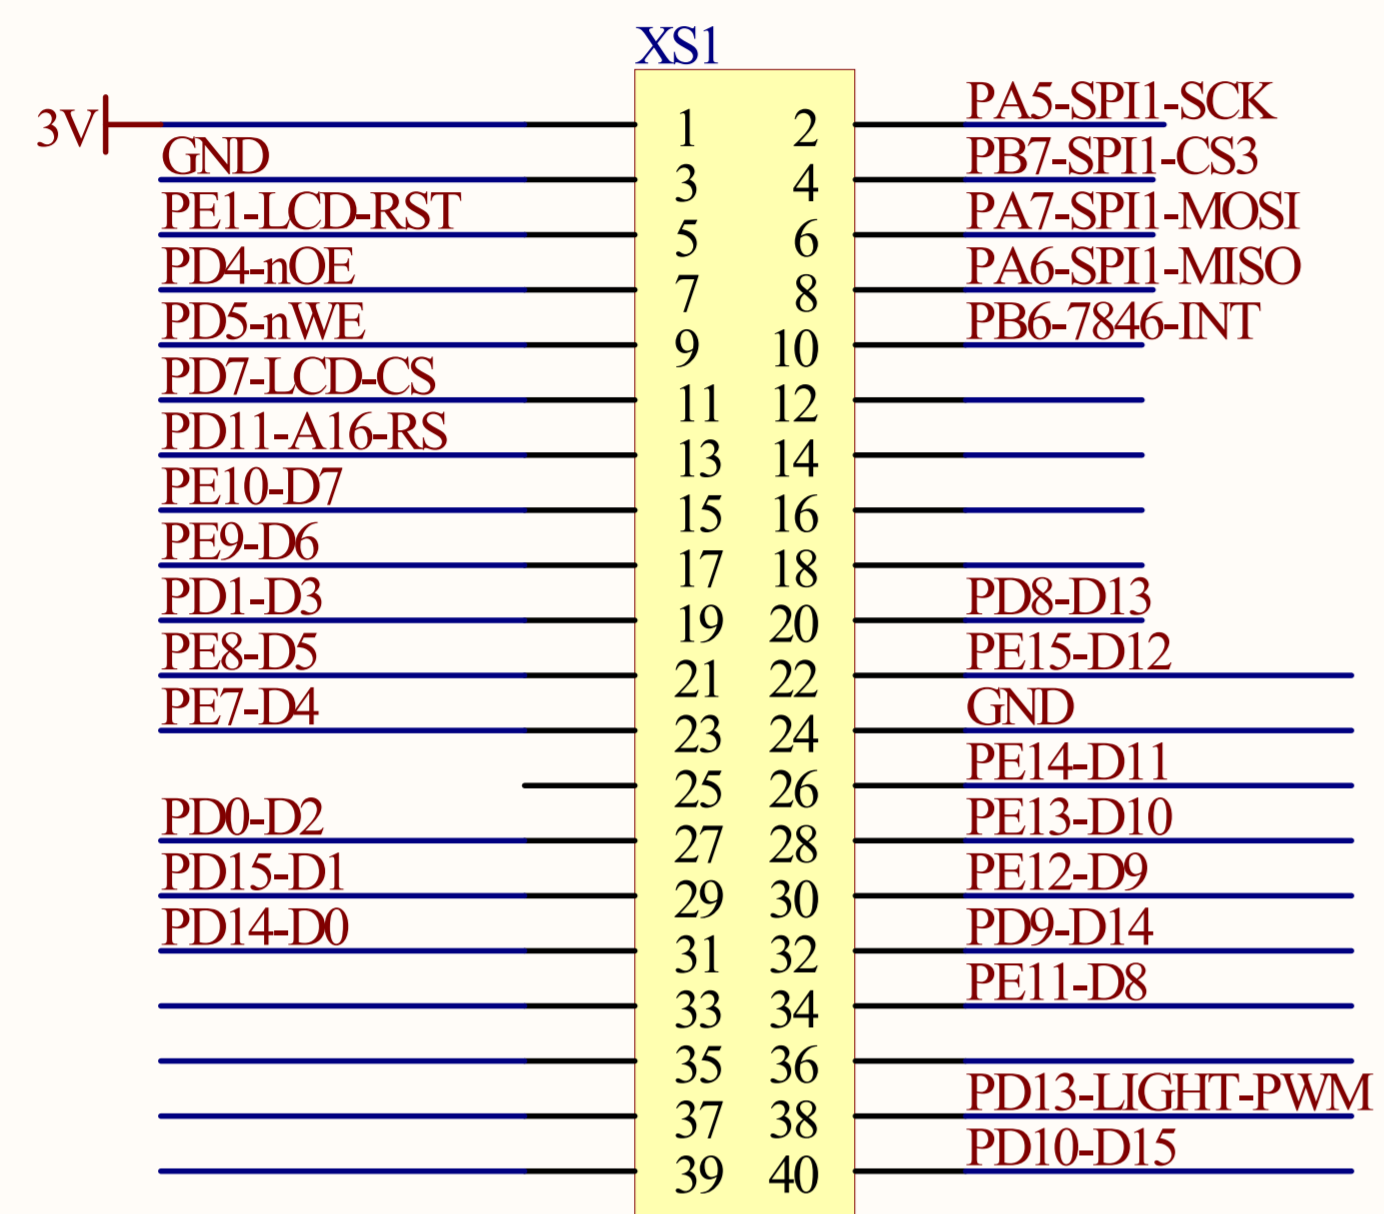 XS1
3V 1 2 PA5-SPI1-SCK
GND 3 4 PB7-SPI1-CS3
PE1-LCD-RST 5 6 PA7-SPI1-MOSI
PD4-nOE 7 8 PA6-SPI1-MISO
PD5-nWE 9 10 PB6-7846-INT
PD7-LCD-CS 11 12
PD11-A16-RS 13 14
PE10-D7 15 16
PE9-D6 17 18
PD1-D3 19 20 PD8-D13
PE8-D5 21 22 PE15-D12
PE7-D4 23 24 GND
25 26 PE14-D11
PD0-D2 27 28 PE13-D10
PD15-D1 29 30 PE12-D9
PD14-D0 31 32 PD9-D14
33 34 PE11-D8
35 36
37 38 PD13-LIGHT-PWM
39 40 PD10-D15